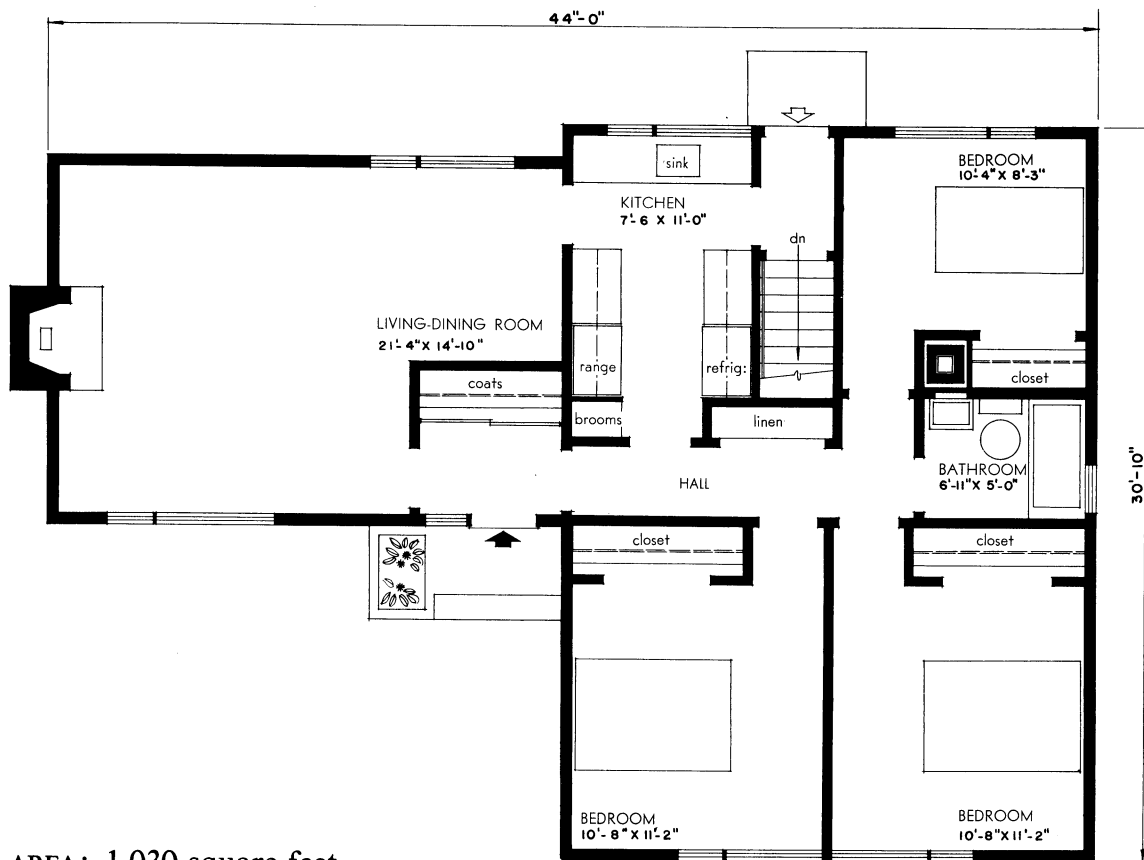 44"-0"
sink
BEDROOM
10'-4" X 8'-3"
KITCHEN
7'-6 X 11'-0"
dn
LIVING-DINING ROOM
21'-4" X 14'-10"
coats
range
refrig:
closet
brooms
linen
HALL
BATHROOM
6'-11" X 5'-0"
30'-10"
closet
closet
BEDROOM
10'-8" X 11'-2"
BEDROOM
10'-8" X 11'-2"
AREA: 1,030 square feet